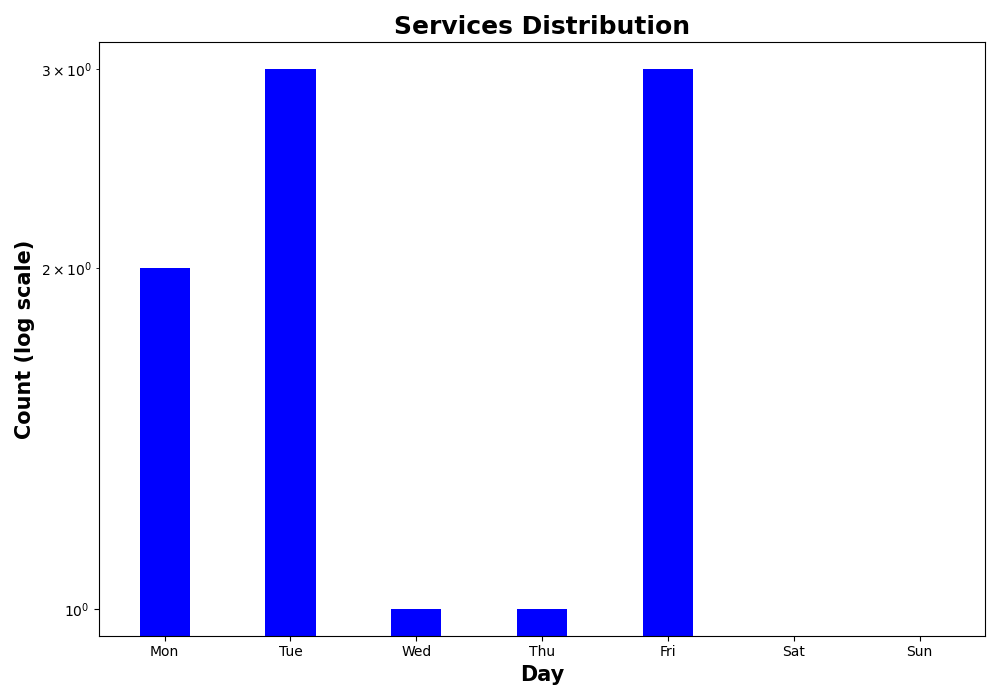 Services Distribution
Count (log scale)
3 × 10⁰
2 × 10⁰
10⁰
Mon Tue Wed Thu Fri Sat Sun
Day